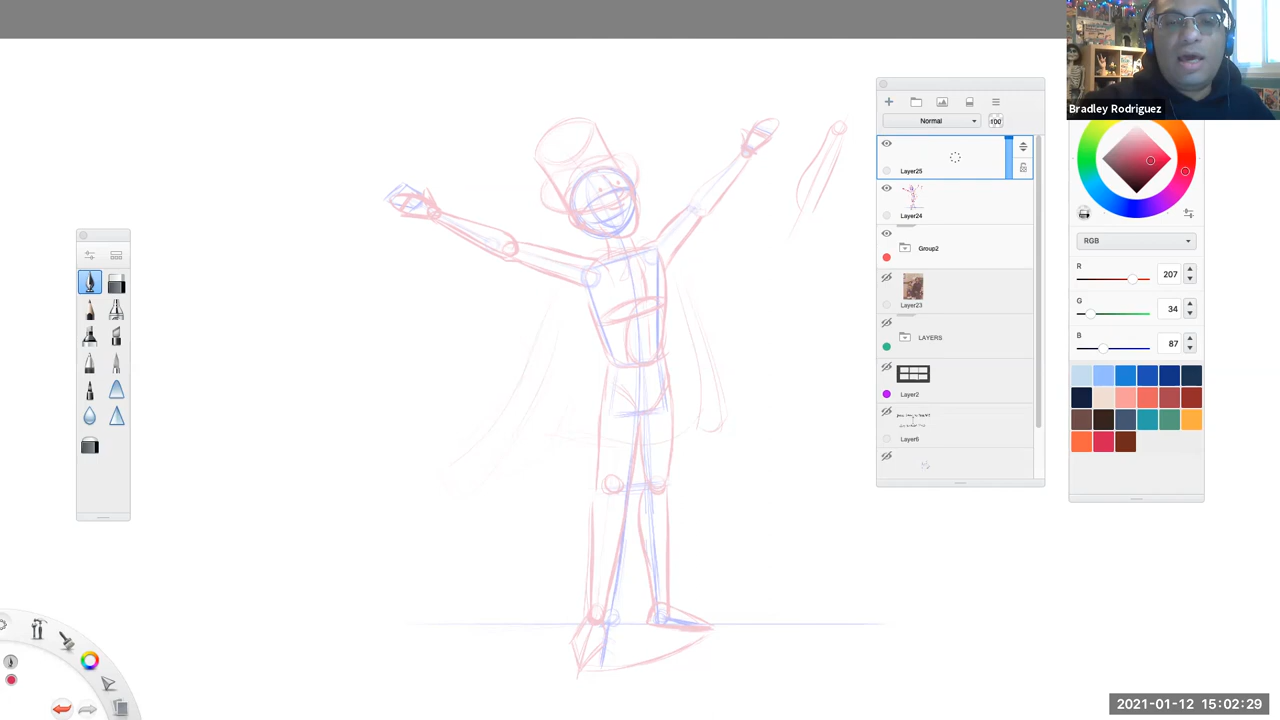 Bradley Rodriguez
Normal
100
Layer25
Layer24
Group2
Layer23
LAYERS
Layer2
Layer6
RGB
R
207
G
34
B
87
2021-01-12 15:02:29